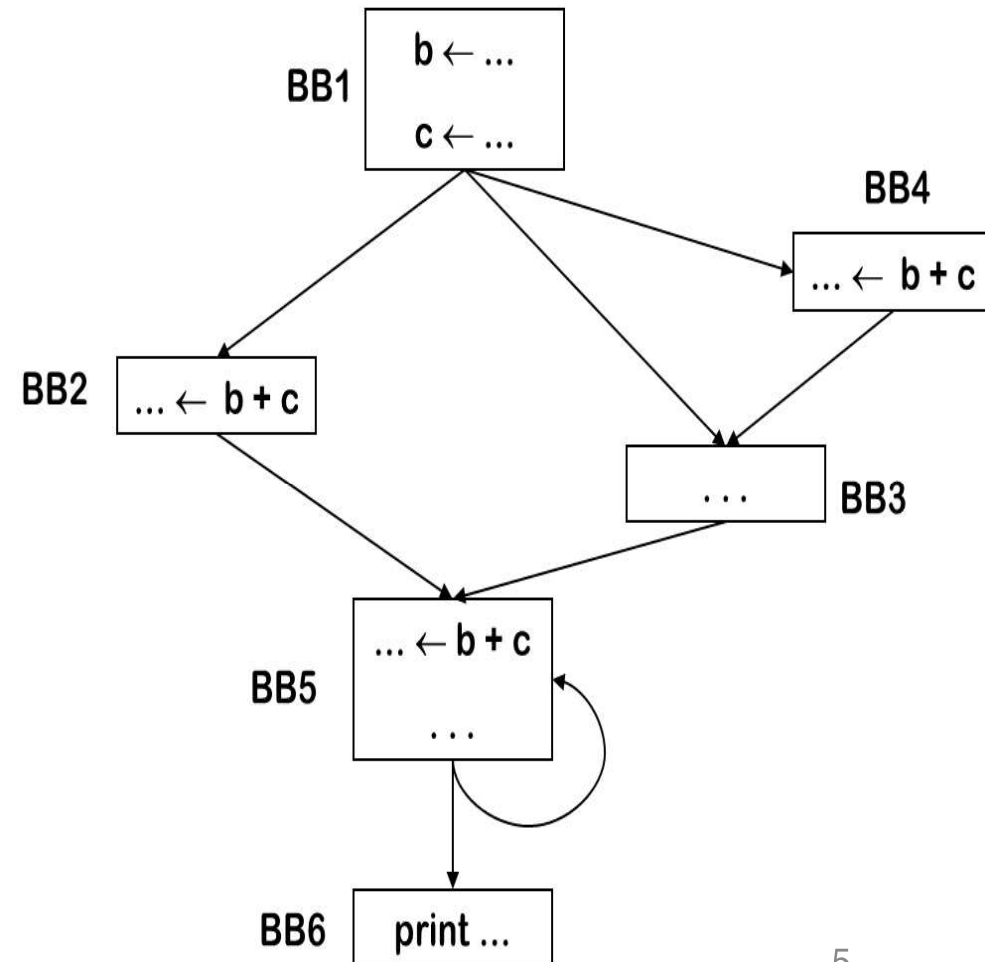 BB1
b ← ...
c ← ...
BB4
... ← b + c
BB2
... ← b + c
. . .
BB3
... ← b + c
BB5
. . .
BB6
print ...
5